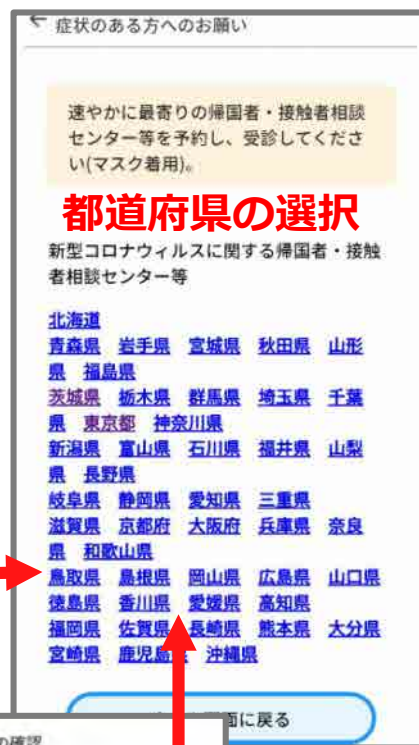 ← 症状のある方へのお願い
速やかに最寄りの帰国者・接触者相談
センター等を予約し、受診してくださ
い(マスク着用)。
都道府県の選択
新型コロナウィルスに関する帰国者・接触
者相談センター等
北海道
青森県 岩手県 宮城県 秋田県 山形
県 福島県
茨城県 栃木県 群馬県 埼玉県 千葉
県 東京都 神奈川県
新潟県 富山県 石川県 福井県 山梨
県 長野県
岐阜県 静岡県 愛知県 三重県
滋賀県 京都府 大阪府 兵庫県 奈良
県 和歌山県
鳥取県 島根県 岡山県 広島県 山口県
徳島県 香川県 愛媛県 高知県
福岡県 佐賀県 長崎県 熊本県 大分県
宮崎県 鹿児島 沖縄県
面に戻る
の確認